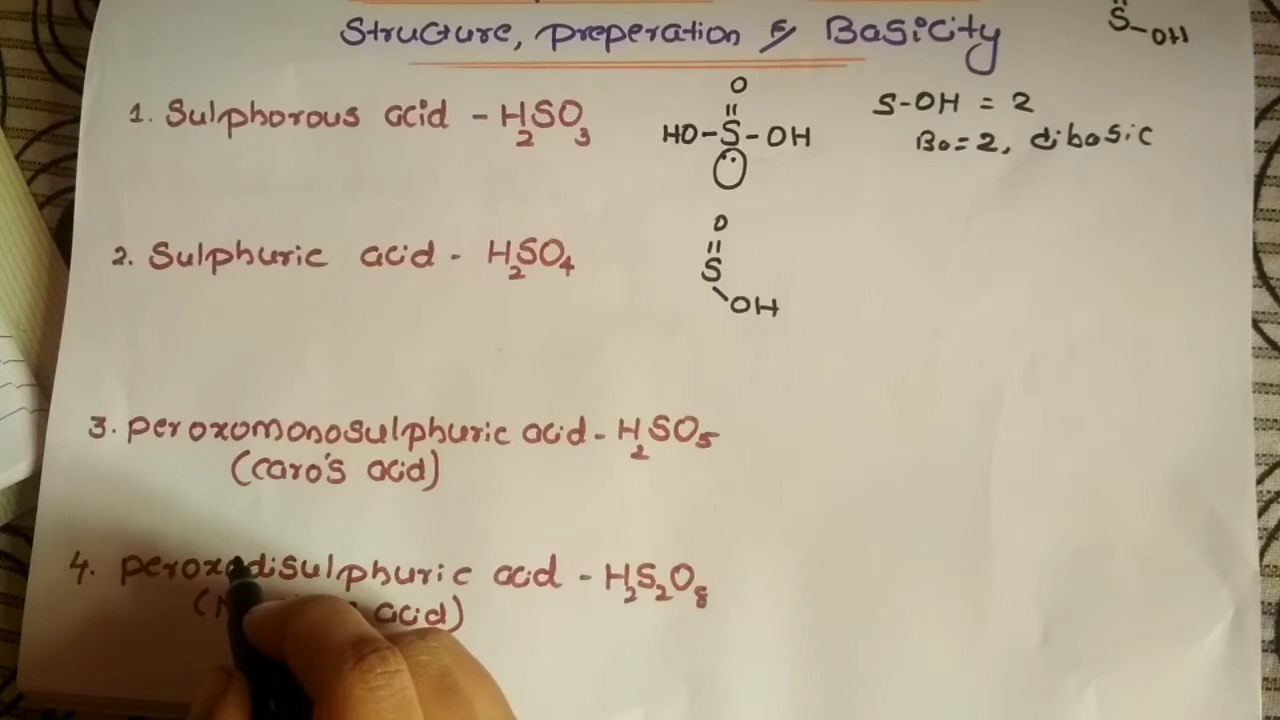 Structure, preperation & Basicity
S-OH
1. Sulphorous acid - H2SO3
O
HO-S-OH
S-OH = 2
Ba=2, dibasic
2. Sulphuric acid - H2SO4
O
S
OH
3. peroxomonosulphuric acid - H2SO5
(caro's acid)
4. peroxodisulphuric acid - H2S2O8
acid)